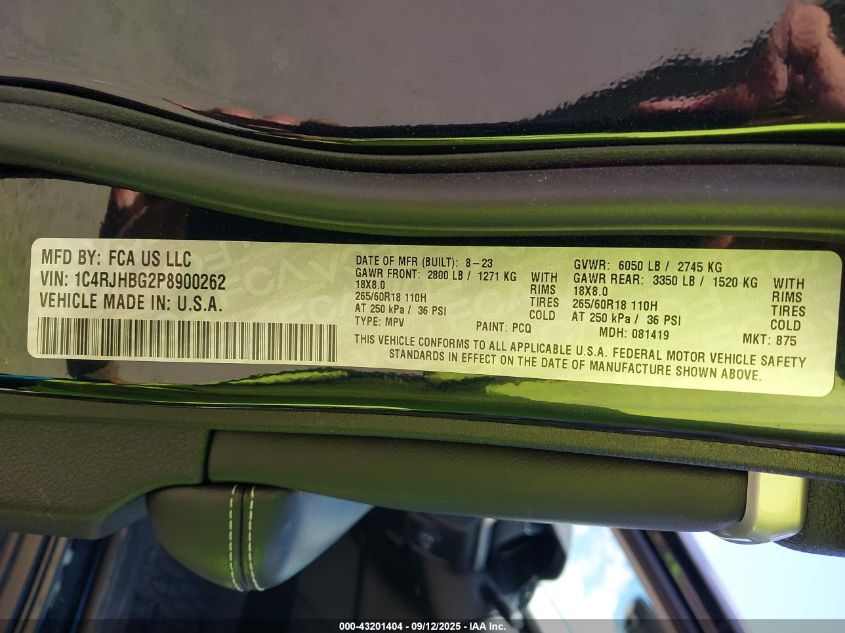 MFD BY: FCA US LLC
VIN: 1C4RJHBG2P8900262
VEHICLE MADE IN: U.S.A.
DATE OF MFR (BUILT): 8-23
GAWR FRONT: 2800 LB / 1271 KG WITH
18X8.0 RIMS
265/60R18 110H TIRES
AT 250 kPa / 36 PSI COLD
TYPE: MPV PAINT: PCQ
GVWR: 6050 LB / 2745 KG
GAWR REAR: 3350 LB / 1520 KG WITH
18X8.0 RIMS
265/60R18 110H TIRES
AT 250 kPa / 36 PSI COLD
MDH: 081419 MKT: 875
THIS VEHICLE CONFORMS TO ALL APPLICABLE U.S.A. FEDERAL MOTOR VEHICLE SAFETY
STANDARDS IN EFFECT ON THE DATE OF MANUFACTURE SHOWN ABOVE.
000-43201404 - 09/12/2025 - IAA, Inc.